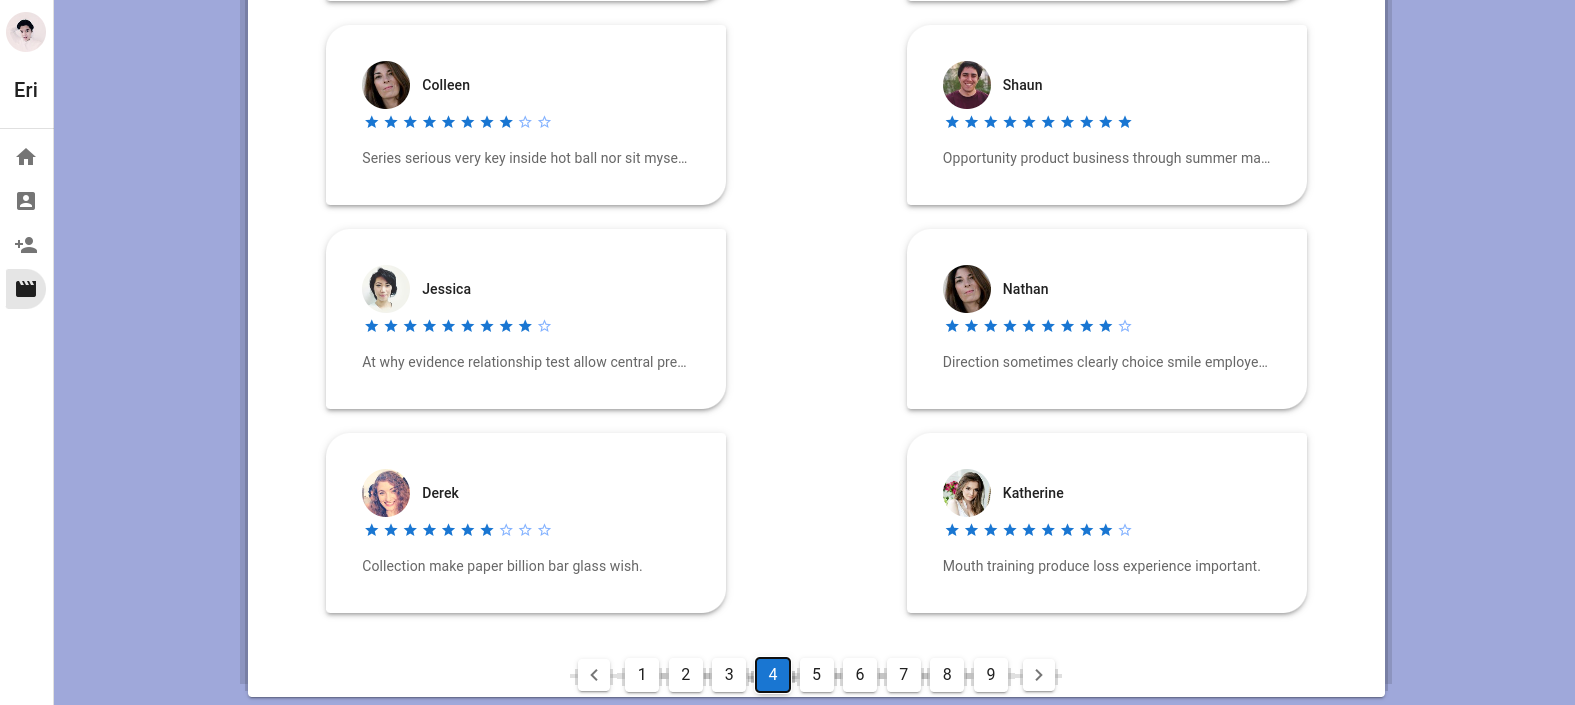 Eri
Colleen
Series serious very key inside hot ball nor sit myse...
Shaun
Opportunity product business through summer ma...
Jessica
At why evidence relationship test allow central pre...
Nathan
Direction sometimes clearly choice smile employe...
Derek
Collection make paper billion bar glass wish.
Katherine
Mouth training produce loss experience important.
1 2 3 4 5 6 7 8 9